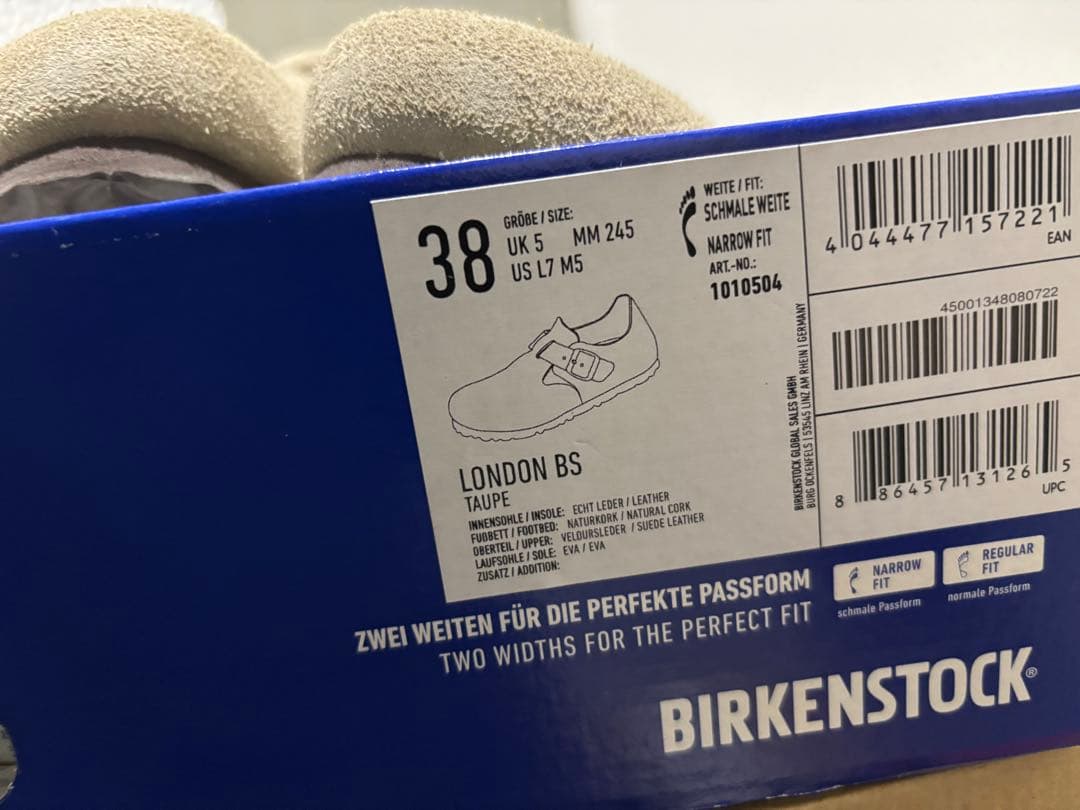 38
GRÖßE / SIZE:
UK 5 MM 245
US L7 M5
WEITE / FIT:
SCHMALE WEITE
NARROW FIT
ART.-NO.:
1010504
LONDON BS
TAUPE
INNENSOHLE / INSOLE: ECHT LEDER / LEATHER
FUßBETT / FOOTBED: NATURKORK / NATURAL CORK
OBERTEIL / UPPER: VELOURSLEDER / SUEDE LEATHER
LAUFSOHLE / SOLE: EVA / EVA
ZUSATZ / ADDITION:
BIRKENSTOCK GLOBAL SALES GMBH
BURG OCKENFELS | 53545 LINZ AM RHEIN | GERMANY
4 044477 157221
EAN
45001348080722
8 86457 13126 5
UPC
ZWEI WEITEN FÜR DIE PERFEKTE PASSFORM
TWO WIDTHS FOR THE PERFECT FIT
NARROW
FIT
schmale Passform
REGULAR
FIT
normale Passform
BIRKENSTOCK®